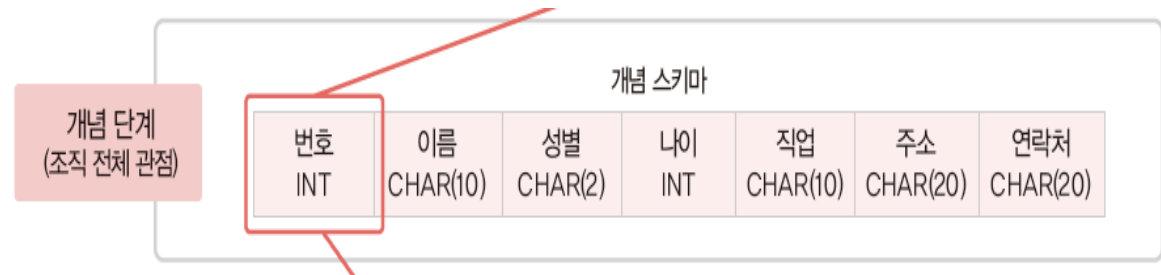 개념 스키마
개념 단계
(조직 전체 관점)
번호 이름 성별 나이 직업 주소 연락처
INT CHAR(10) CHAR(2) INT CHAR(10) CHAR(20) CHAR(20)